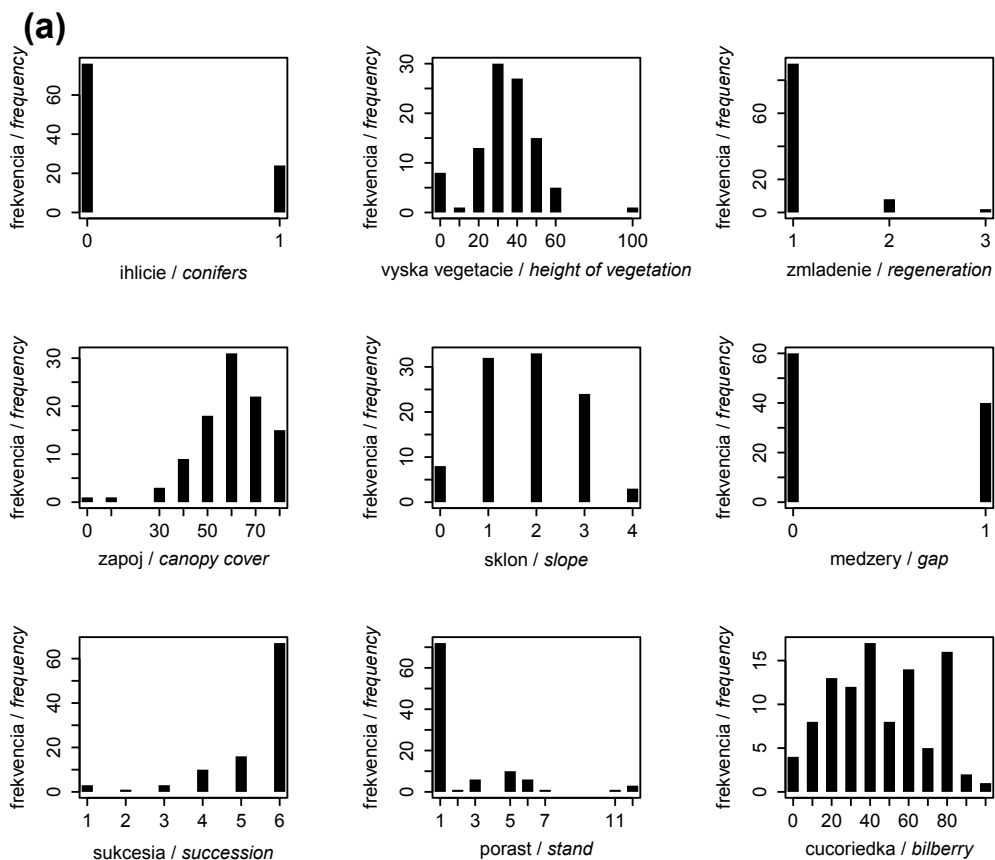 (a)
frekvencia / frequency
0 20 40 60
0 1
ihlicie / conifers
frekvencia / frequency
0 10 20 30
0 20 40 60 100
vyska vegetacie / height of vegetation
frekvencia / frequency
0 20 60
1 2 3
zmladenie / regeneration
frekvencia / frequency
0 10 20 30
0 30 50 70
zapoj / canopy cover
frekvencia / frequency
0 10 30
0 1 2 3 4
sklon / slope
frekvencia / frequency
0 20 40 60
0 1
medzery / gap
frekvencia / frequency
0 20 40 60
1 2 3 4 5 6
sukcesia / succession
frekvencia / frequency
0 20 40 60
1 3 5 7 11
porast / stand
frekvencia / frequency
0 5 10 15
0 20 40 60 80
cucoriedka / bilberry